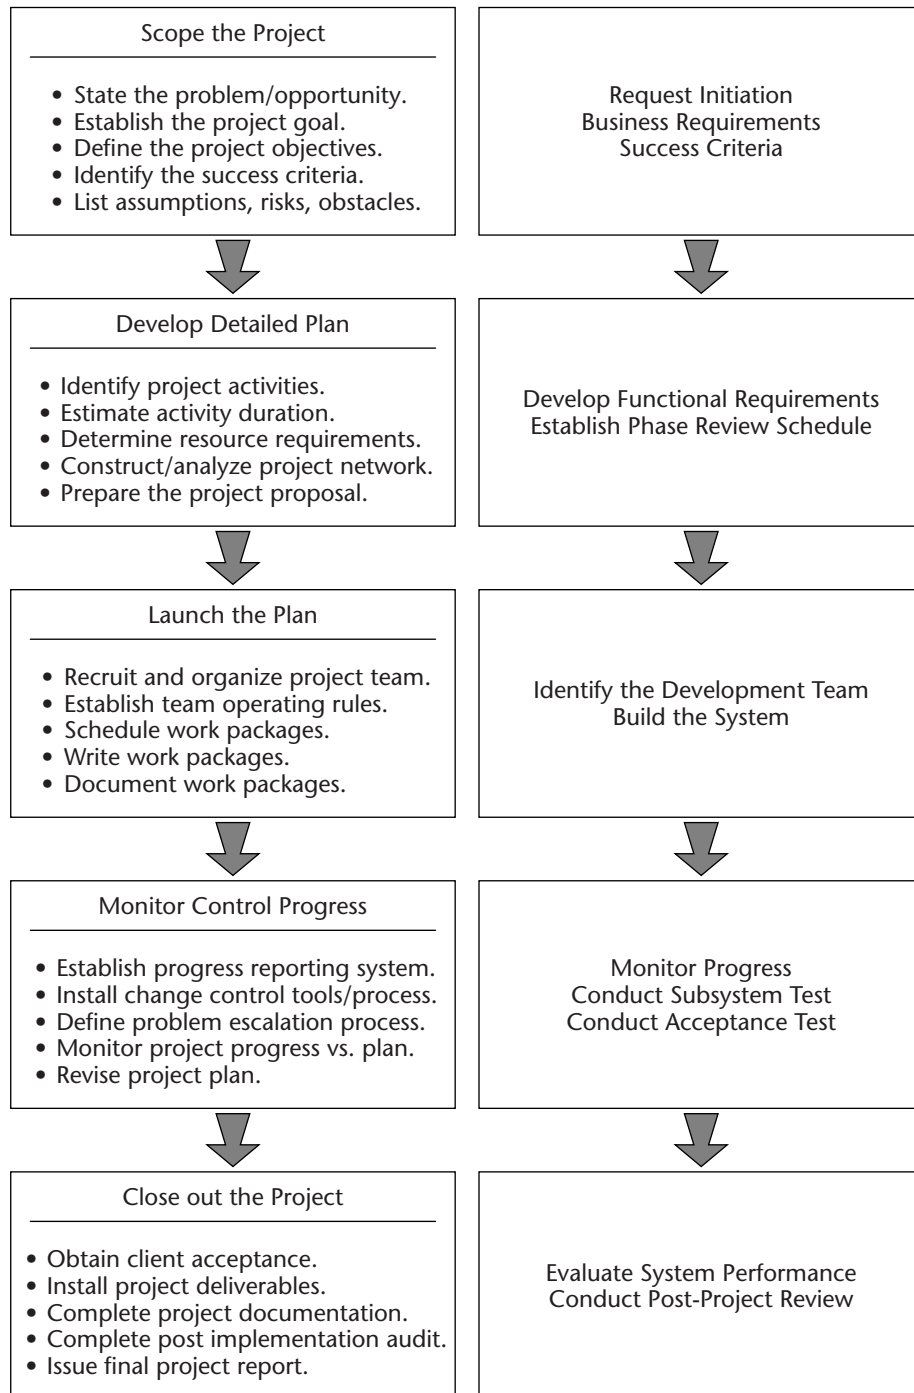 Scope the Project
• State the problem/opportunity.
• Establish the project goal.
• Define the project objectives.
• Identify the success criteria.
• List assumptions, risks, obstacles.
Request Initiation
Business Requirements
Success Criteria
Develop Detailed Plan
• Identify project activities.
• Estimate activity duration.
• Determine resource requirements.
• Construct/analyze project network.
• Prepare the project proposal.
Develop Functional Requirements
Establish Phase Review Schedule
Launch the Plan
• Recruit and organize project team.
• Establish team operating rules.
• Schedule work packages.
• Write work packages.
• Document work packages.
Identify the Development Team
Build the System
Monitor Control Progress
• Establish progress reporting system.
• Install change control tools/process.
• Define problem escalation process.
• Monitor project progress vs. plan.
• Revise project plan.
Monitor Progress
Conduct Subsystem Test
Conduct Acceptance Test
Close out the Project
• Obtain client acceptance.
• Install project deliverables.
• Complete project documentation.
• Complete post implementation audit.
• Issue final project report.
Evaluate System Performance
Conduct Post-Project Review